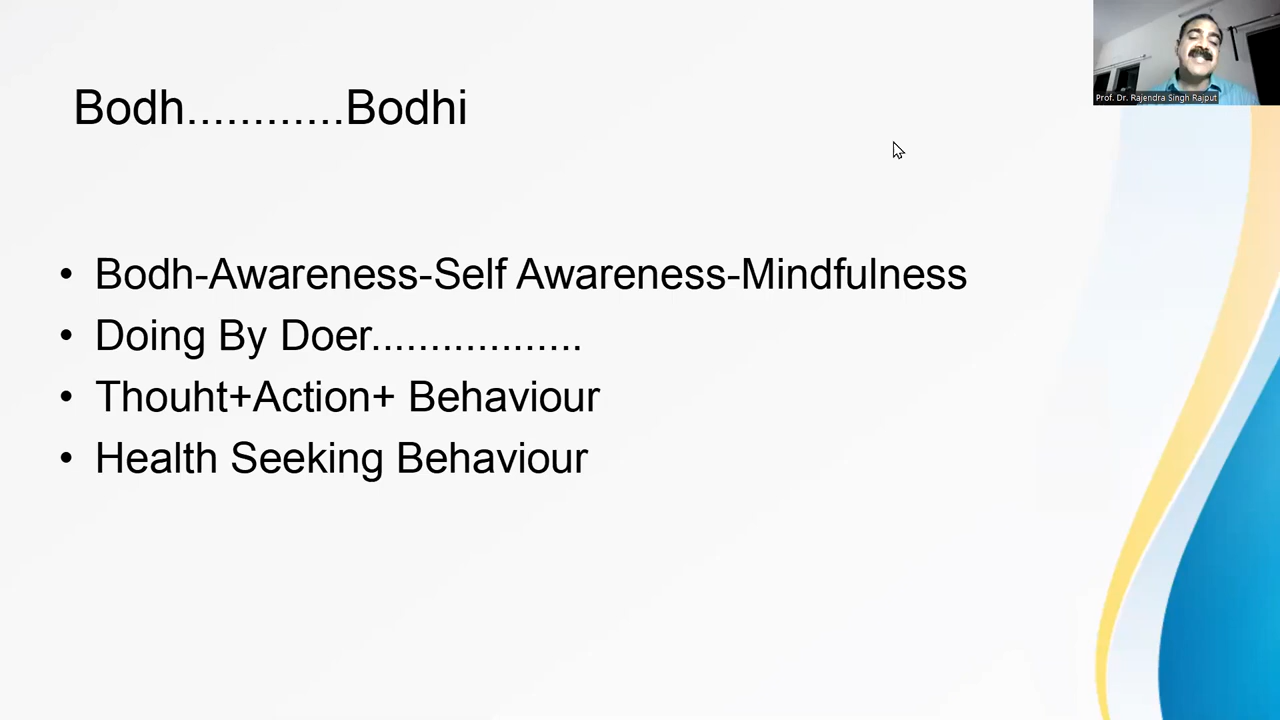 Prof. Dr. Rajendra Singh Rajput
Bodh............Bodhi
• Bodh-Awareness-Self Awareness-Mindfulness
• Doing By Doer..................
• Thouht+Action+ Behaviour
• Health Seeking Behaviour